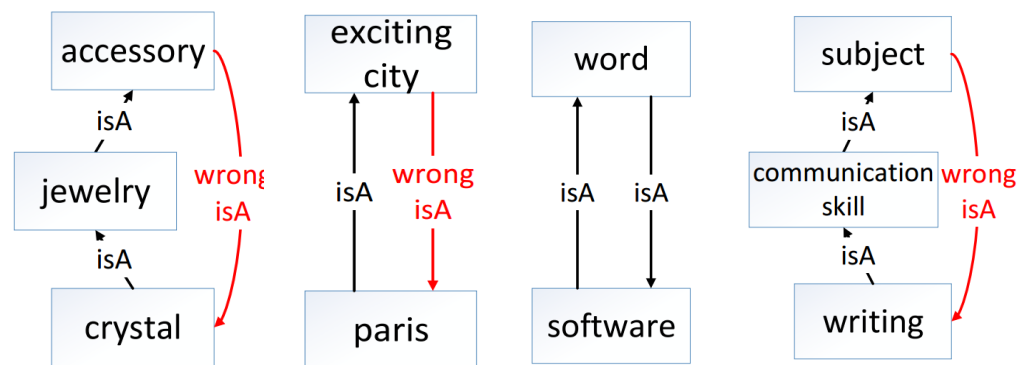 accessory
isA
wrong
isA
jewelry
isA
crystal
exciting
city
isA
wrong
isA
paris
word
isA
isA
software
subject
isA
communication
skill
wrong
isA
isA
writing